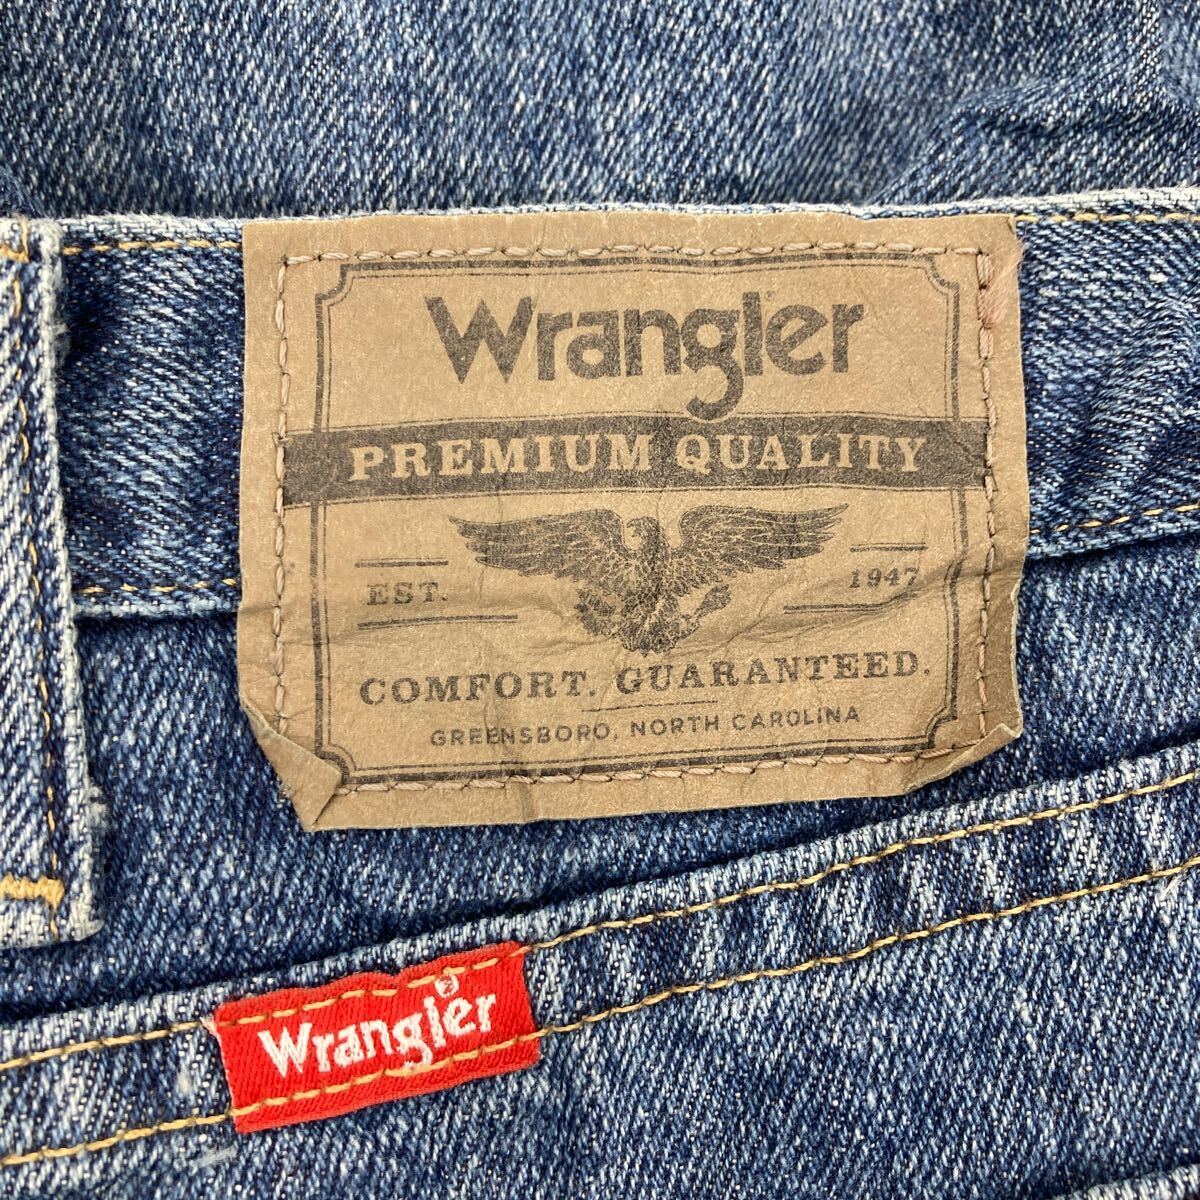 Wrangler
PREMIUM QUALITY
EST. 1947
COMFORT. GUARANTEED.
GREENSBORO, NORTH CAROLINA
Wrangler®